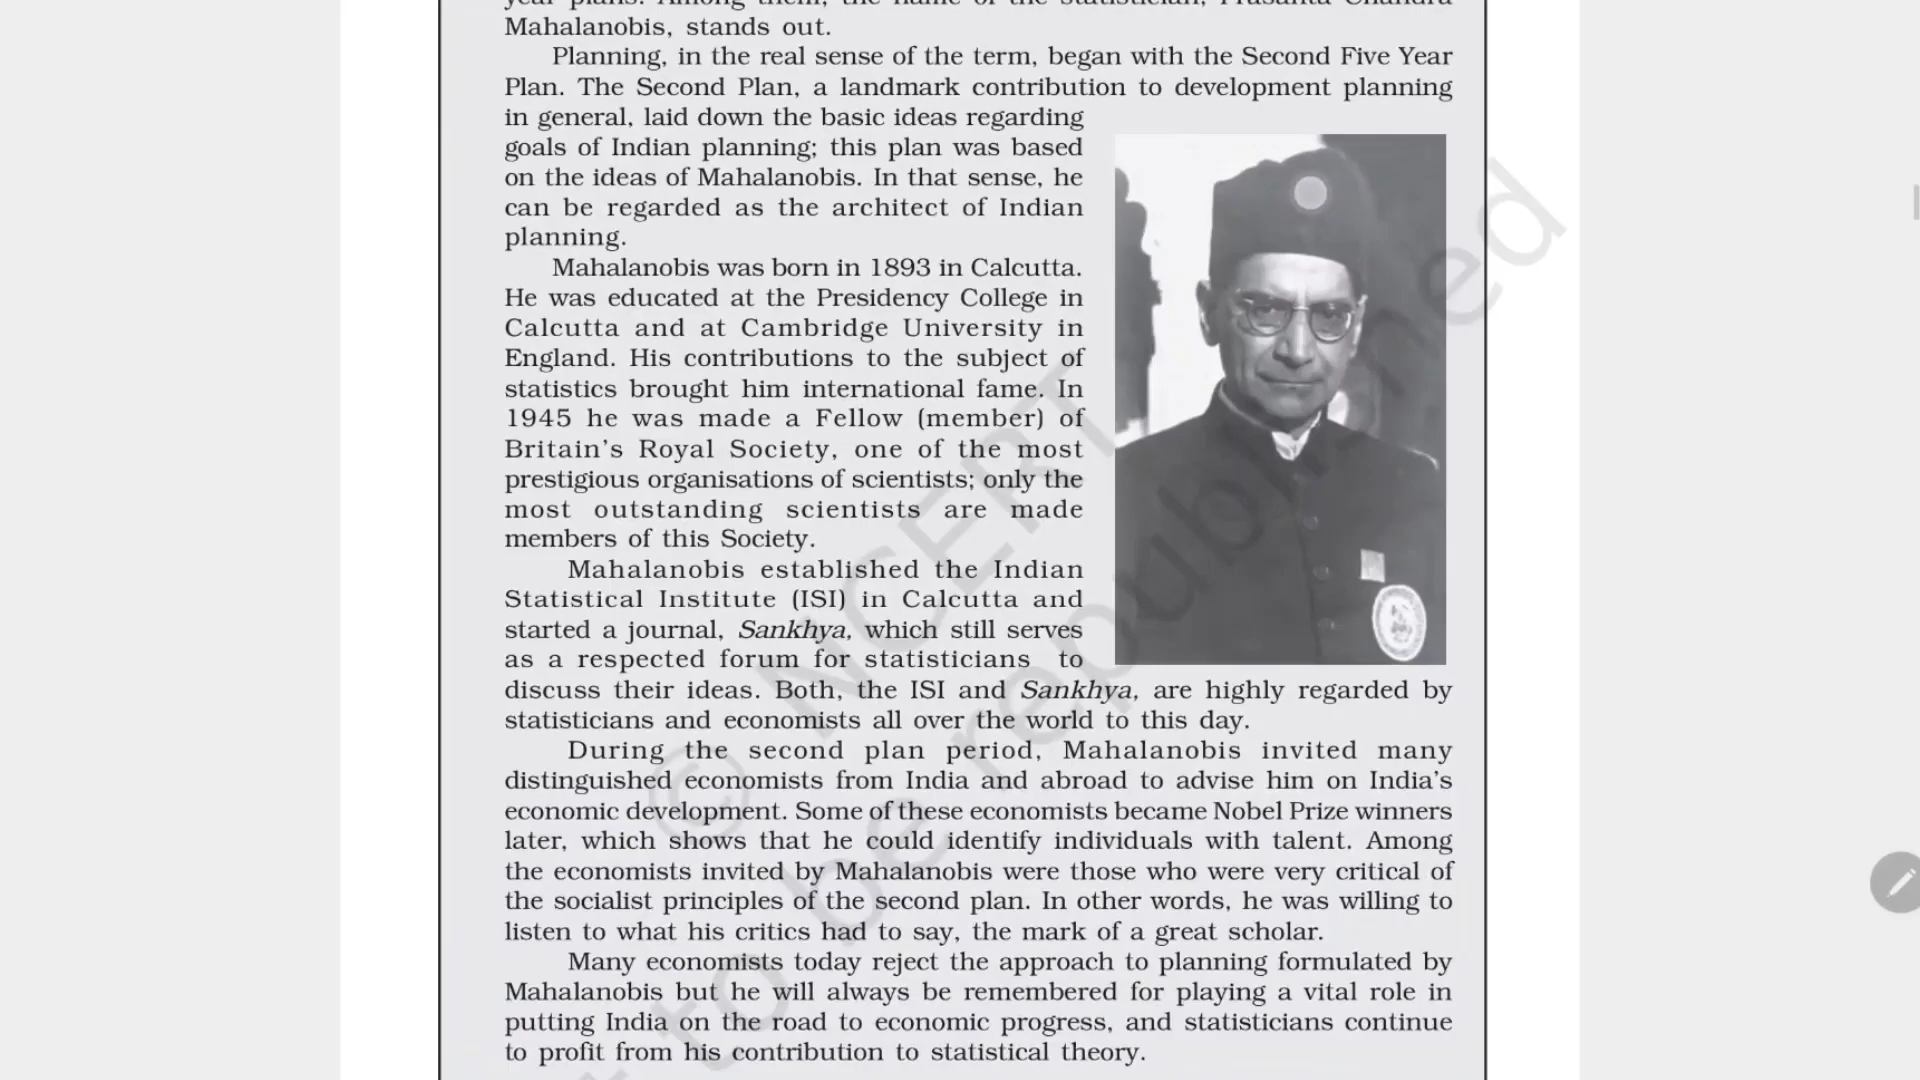 Mahalanobis, stands out.
Planning, in the real sense of the term, began with the Second Five Year
Plan. The Second Plan, a landmark contribution to development planning
in general, laid down the basic ideas regarding
goals of Indian planning; this plan was based
on the ideas of Mahalanobis. In that sense, he
can be regarded as the architect of Indian
planning.
Mahalanobis was born in 1893 in Calcutta.
He was educated at the Presidency College in
Calcutta and at Cambridge University in
England. His contributions to the subject of
statistics brought him international fame. In
1945 he was made a Fellow (member) of
Britain's Royal Society, one of the most
prestigious organisations of scientists; only the
most outstanding scientists are made
members of this Society.
Mahalanobis established the Indian
Statistical Institute (ISI) in Calcutta and
started a journal, Sankhya, which still serves
as a respected forum for statisticians to
discuss their ideas. Both, the ISI and Sankhya, are highly regarded by
statisticians and economists all over the world to this day.
During the second plan period, Mahalanobis invited many
distinguished economists from India and abroad to advise him on India's
economic development. Some of these economists became Nobel Prize winners
later, which shows that he could identify individuals with talent. Among
the economists invited by Mahalanobis were those who were very critical of
the socialist principles of the second plan. In other words, he was willing to
listen to what his critics had to say, the mark of a great scholar.
Many economists today reject the approach to planning formulated by
Mahalanobis but he will always be remembered for playing a vital role in
putting India on the road to economic progress, and statisticians continue
to profit from his contribution to statistical theory.
© NCERT
to be republished